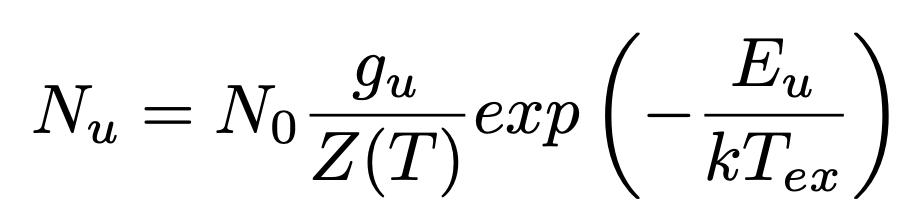 N_u = N_0 \frac{g_u}{Z(T)} exp \left( -\frac{E_u}{kT_{ex}} \right)